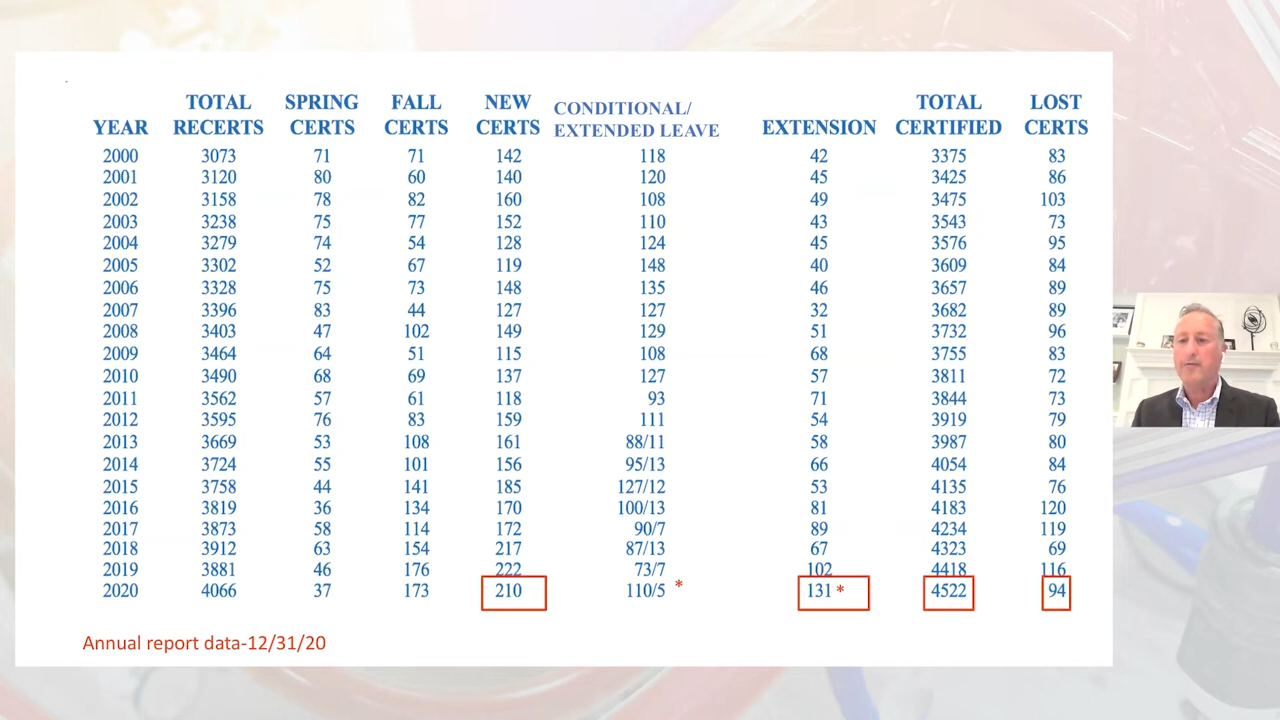 TOTAL SPRING FALL NEW CONDITIONAL/ TOTAL LOST
YEAR RECERTS CERTS CERTS CERTS EXTENDED LEAVE EXTENSION CERTIFIED CERTS
2000 3073 71 71 142 118 42 3375 83
2001 3120 80 60 140 120 45 3425 86
2002 3158 78 82 160 108 49 3475 103
2003 3238 75 77 152 110 43 3543 73
2004 3279 74 54 128 124 45 3576 95
2005 3302 52 67 119 148 40 3609 84
2006 3328 75 73 148 135 46 3657 89
2007 3396 83 44 127 127 32 3682 89
2008 3403 47 102 149 129 51 3732 96
2009 3464 64 51 115 108 68 3755 83
2010 3490 68 69 137 127 57 3811 72
2011 3562 57 61 118 93 71 3844 73
2012 3595 76 83 159 111 54 3919 79
2013 3669 53 108 161 88/11 58 3987 80
2014 3724 55 101 156 95/13 66 4054 84
2015 3758 44 141 185 127/12 53 4135 76
2016 3819 36 134 170 100/13 81 4183 120
2017 3873 58 114 172 90/7 89 4234 119
2018 3912 63 154 217 87/13 67 4323 69
2019 3881 46 176 222 73/7 102 4418 116
2020 4066 37 173 210 110/5 * 131 * 4522 94
Annual report data-12/31/20